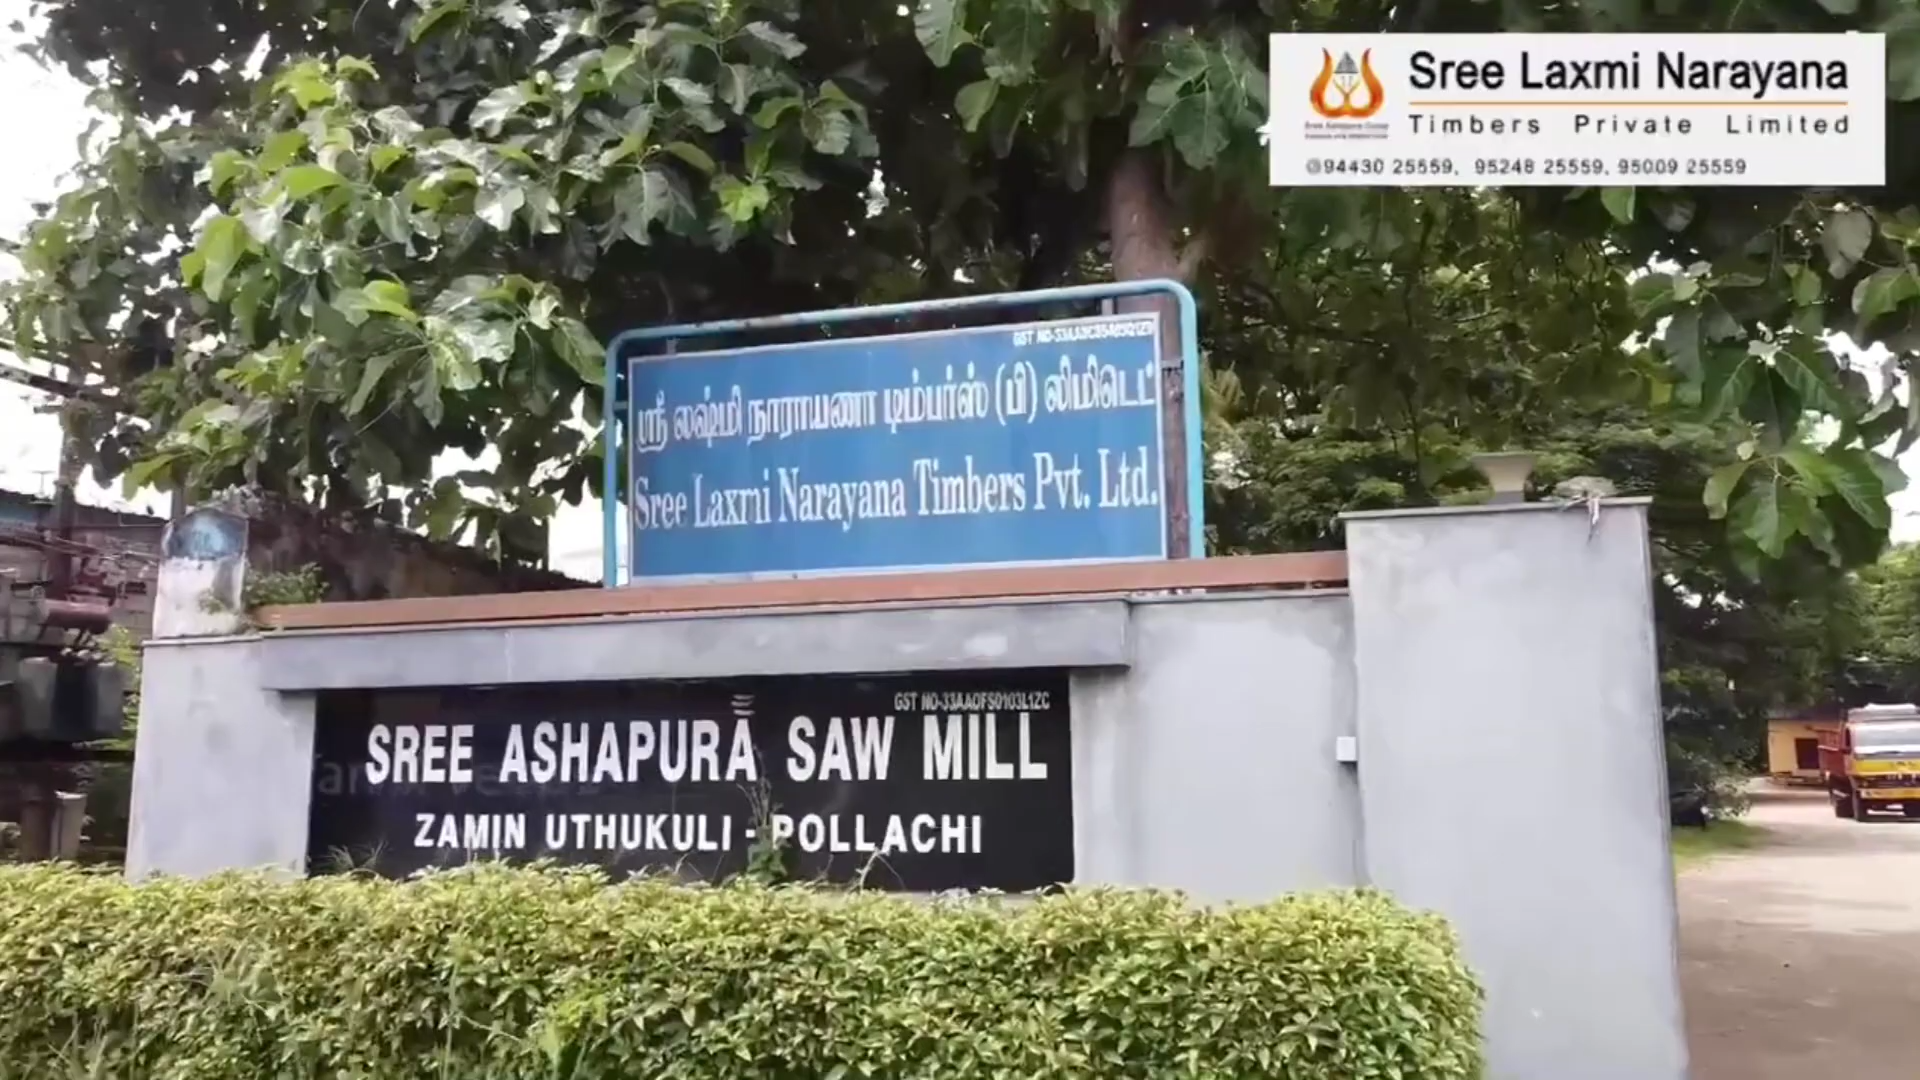 Sree Laxmi Narayana
Timbers Private Limited
@94430 25559, 95248 25559, 95009 25559
ஸ்ரீ லஷ்மி நாராயணா டிம்பர்ஸ் (பி) லிமிடெட்
Sree Laxmi Narayana Timbers Pvt. Ltd.
GST NO-33AAOFS0103L1ZC
SREE ASHAPURA SAW MILL
ZAMIN UTHUKULI - POLLACHI